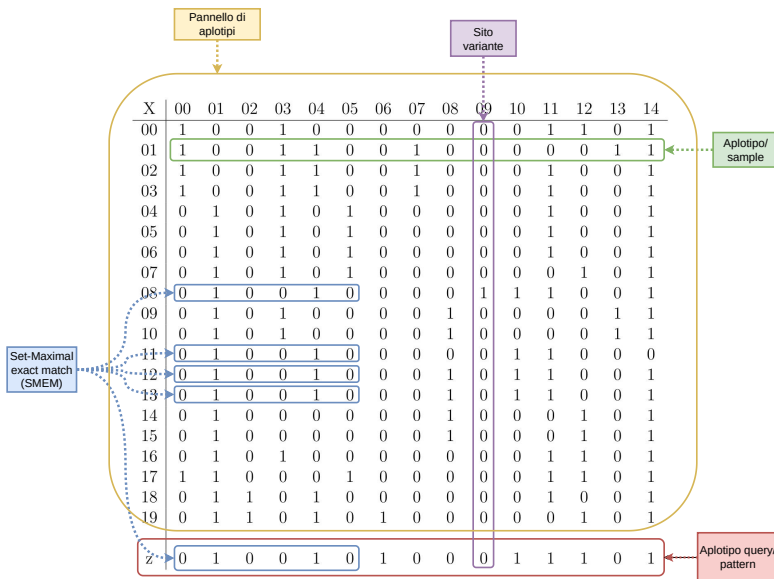 Pannello di
aplotipi
Sito
variante
X 00 01 02 03 04 05 06 07 08 09 10 11 12 13 14
00 1 0 0 1 0 0 0 0 0 0 0 1 1 0 1
01 1 0 0 1 1 0 0 1 0 0 0 0 0 1 1
Aplotipo/
sample
02 1 0 0 1 1 0 0 1 0 0 0 1 0 0 1
03 1 0 0 1 1 0 0 1 0 0 0 1 0 0 1
04 0 1 0 1 0 1 0 0 0 0 0 1 0 0 1
05 0 1 0 1 0 1 0 0 0 0 0 1 0 0 1
06 0 1 0 1 0 1 0 0 0 0 0 1 0 0 1
07 0 1 0 1 0 1 0 0 0 0 0 0 1 0 1
08 0 1 0 0 1 0 0 0 0 1 1 1 0 0 1
09 0 1 0 1 0 0 0 0 1 0 0 0 0 1 1
10 0 1 0 1 0 0 0 0 1 0 0 0 0 1 1
11 0 1 0 0 1 0 0 0 0 0 1 1 0 0 0
Set-Maximal
exact match
(SMEM)
12 0 1 0 0 1 0 0 0 1 0 1 1 0 0 1
13 0 1 0 0 1 0 0 0 1 0 1 1 0 0 1
14 0 1 0 0 0 0 0 0 1 0 0 0 1 0 1
15 0 1 0 0 0 0 0 0 1 0 0 0 1 0 1
16 0 1 0 1 0 0 0 0 0 0 0 1 1 0 1
17 1 1 0 0 0 1 0 0 0 0 0 1 1 0 1
18 0 1 1 0 1 0 0 0 0 0 0 1 0 0 1
19 0 1 1 0 1 0 1 0 0 0 0 0 1 0 1
z 0 1 0 0 1 0 1 0 0 0 1 1 1 0 1
Aplotipo query/
pattern